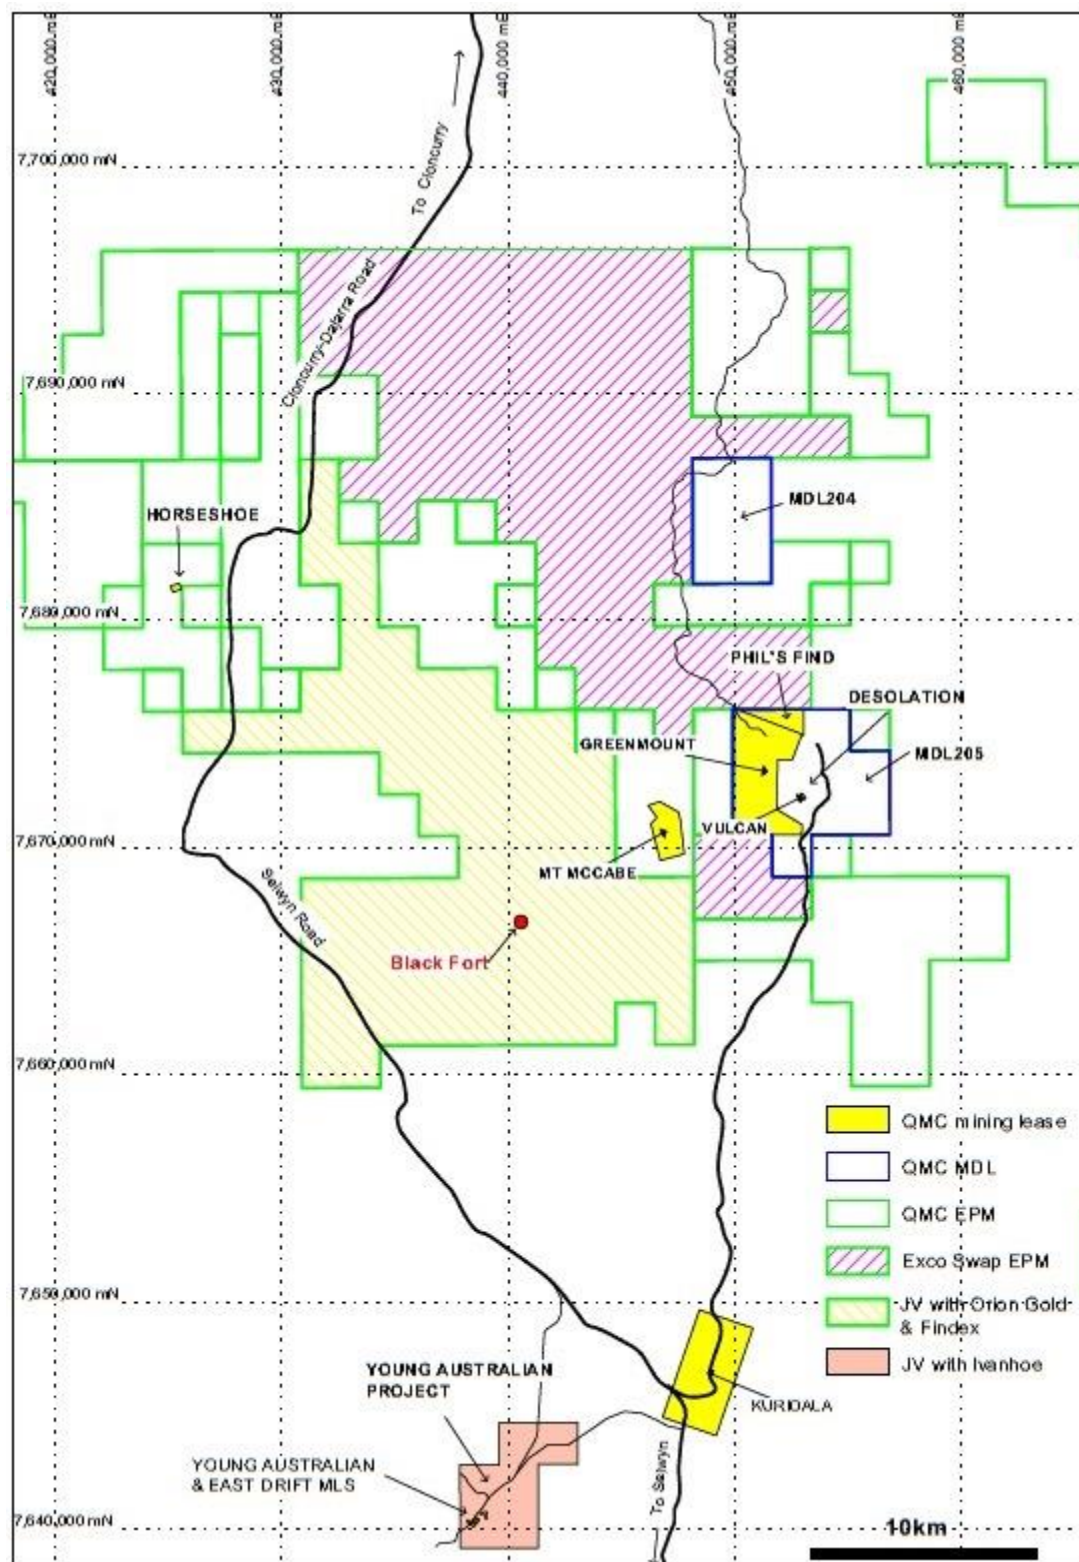 420,000 mE
430,000 mE
440,000 mE
450,000 mE
460,000 mE
7,700,000 mN
To Cloncurry
Cloncurry-Dajarra Road
7,690,000 mN
HORSESHOE
MDL204
7,680,000 mN
PHIL'S FIND
DESOLATION
GREENMOUNT
MDL205
VULCAN
7,670,000 mN
MT MCCABE
Selwyn Road
Black Fort
7,660,000 mN
QMC mining lease
QMC MDL
QMC EPM
Exco Swap EPM
7,650,000 mN
JV with Orion Gold
& Findex
JV with Ivanhoe
YOUNG AUSTRALIAN
PROJECT
KURIDALA
YOUNG AUSTRALIAN
& EAST DRIFT MLS
To Selwyn
7,640,000 mN
10km